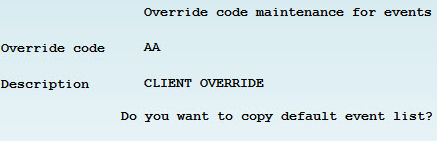 Override code maintenance for events
Override code AA
Description CLIENT OVERRIDE
Do you want to copy default event list?